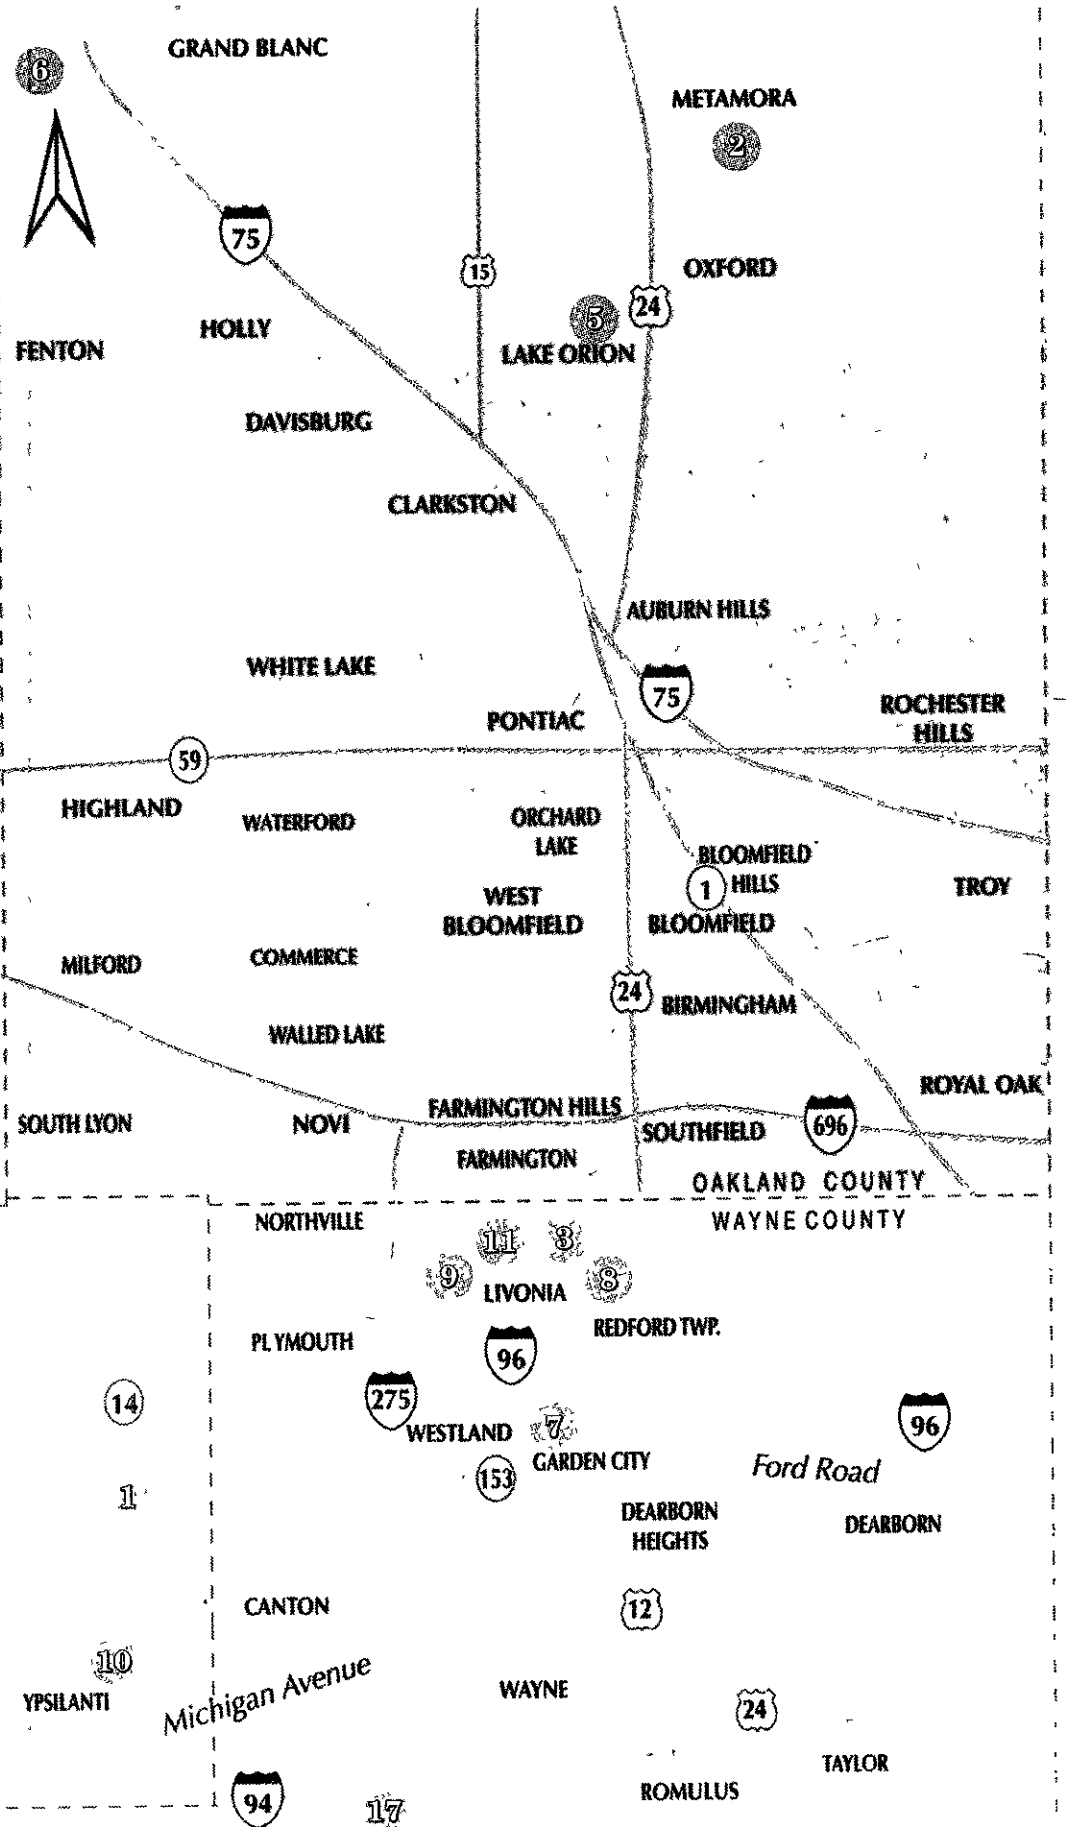 GRAND BLANC
6
METAMORA
2
75
15
OXFORD
24
5
HOLLY
LAKE ORION
FENTON
DAVISBURG
CLARKSTON
AUBURN HILLS
WHITE LAKE
75
PONTIAC
ROCHESTER
HILLS
59
HIGHLAND
WATERFORD
ORCHARD
LAKE
BLOOMFIELD
HILLS
1
TROY
WEST
BLOOMFIELD
BLOOMFIELD
MILFORD
COMMERCE
24
BIRMINGHAM
WALLED LAKE
ROYAL OAK
SOUTH LYON
NOVI
FARMINGTON HILLS
SOUTHFIELD
696
FARMINGTON
OAKLAND COUNTY
WAYNE COUNTY
NORTHVILLE
11
3
9
8
LIVONIA
REDFORD TWP.
PLYMOUTH
96
275
14
WESTLAND
7
96
GARDEN CITY
153
Ford Road
1
DEARBORN
HEIGHTS
DEARBORN
CANTON
12
10
YPSILANTI
Michigan Avenue
WAYNE
24
TAYLOR
ROMULUS
94
17